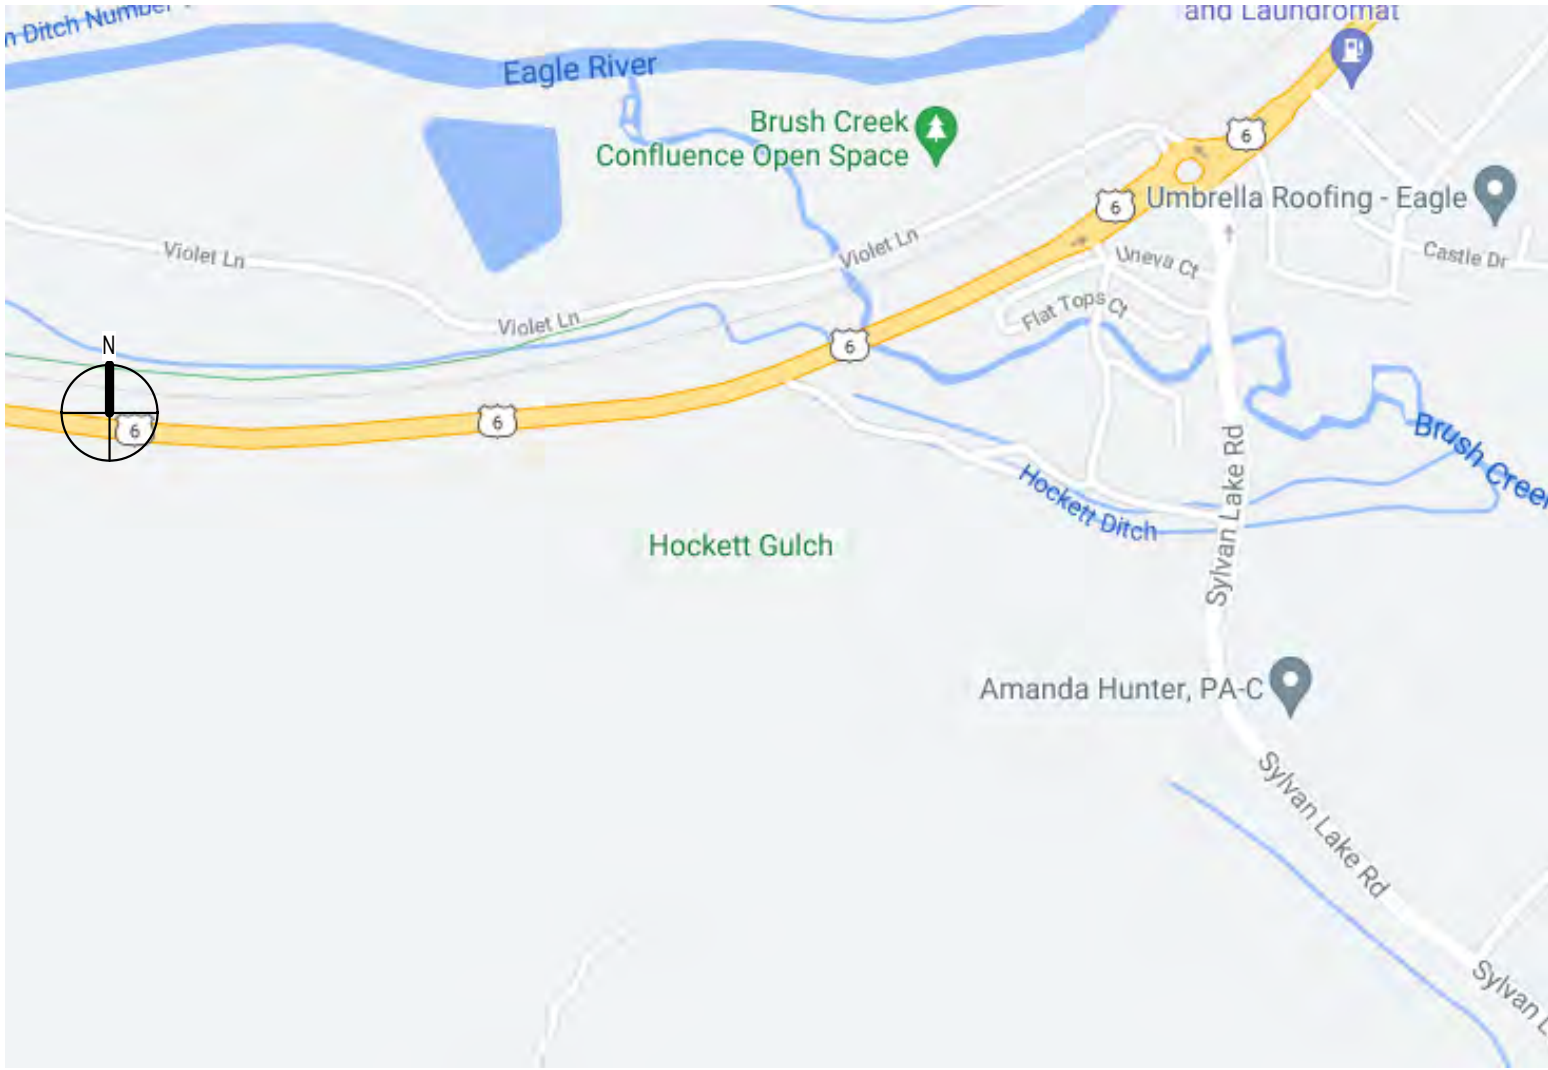 and Laundromat
n Ditch Number
Eagle River
Brush Creek
Confluence Open Space
6
6
Umbrella Roofing - Eagle
Violet Ln
Violet Ln
Uneva Ct
Castle Dr
Flat Tops Ct
Violet Ln
N
6
6
6
Brush Creek
Sylvan Lake Rd
Hockett Ditch
Hockett Gulch
Amanda Hunter, PA-C
Sylvan Lake Rd
Sylvan L